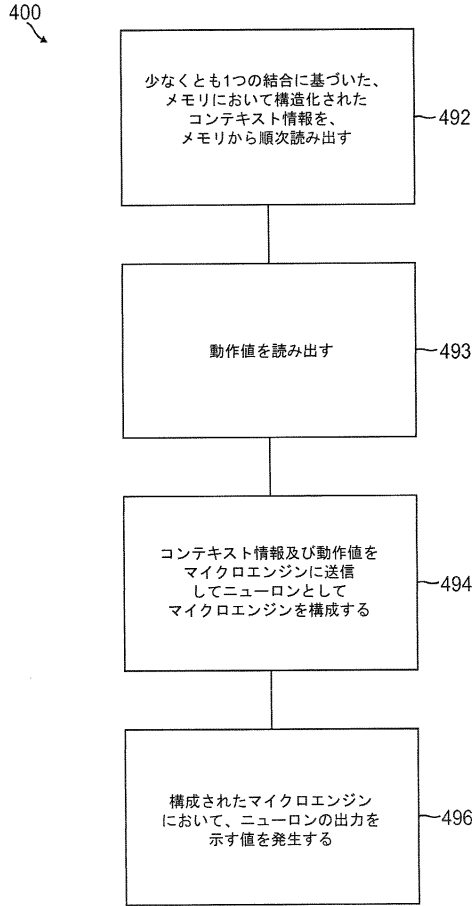 400
少なくとも1つの結合に基づいた、
メモリにおいて構造化された
コンテキスト情報を、
メモリから順次読み出す
492
動作値を読み出す
493
コンテキスト情報及び動作値を
マイクロエンジンに送信
してニューロンとして
マイクロエンジンを構成する
494
構成されたマイクロエンジン
において、ニューロンの出力を
示す値を発生する
496